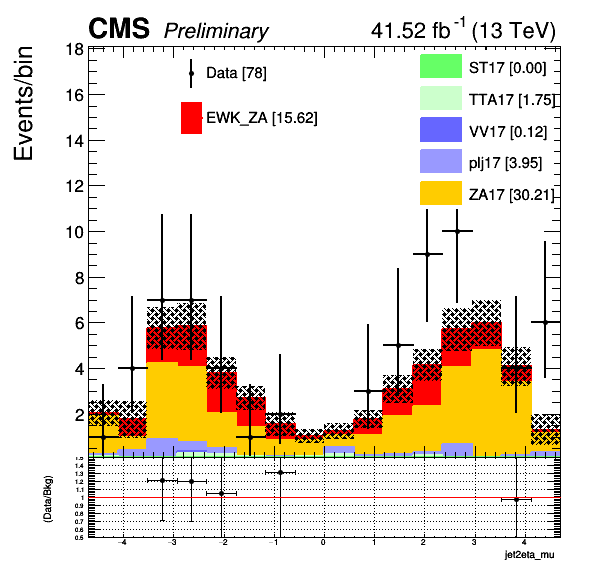 CMS Preliminary 41.52 fb⁻¹ (13 TeV)
Events/bin
18
16
14
12
10
8
6
4
2
Data [78]
EWK_ZA [15.62]
ST17 [0.00]
TTA17 [1.75]
VV17 [0.12]
plj17 [3.95]
ZA17 [30.21]
(Data/Bkg)
1.5
1.4
1.3
1.2
1.1
1
0.9
0.8
0.7
0.6
0.5
−4 −3 −2 −1 0 1 2 3 4
jet2eta_mu